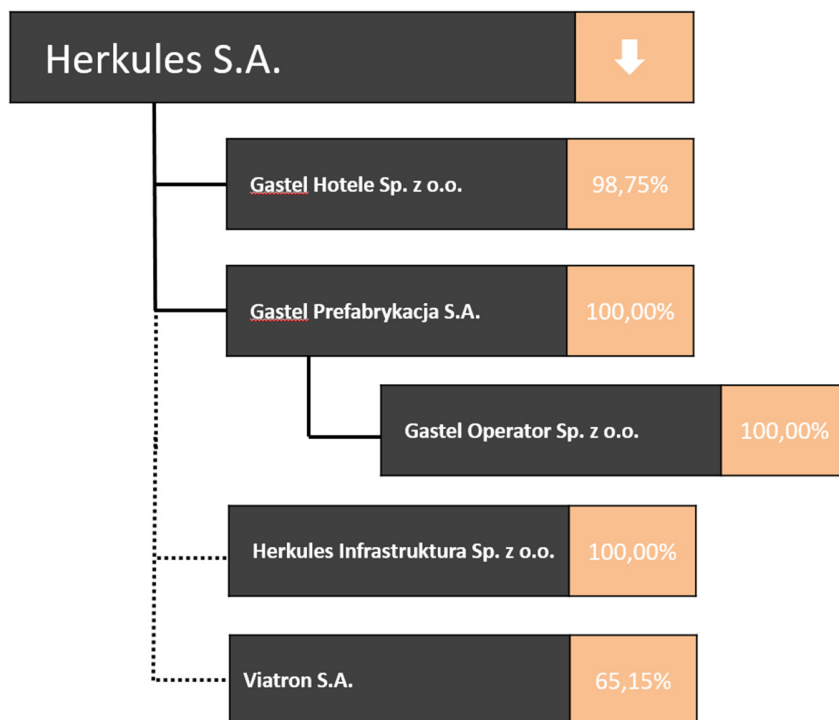 Herkules S.A.
Gastel Hotele Sp. z o.o. 98,75%
Gastel Prefabrykacja S.A. 100,00%
Gastel Operator Sp. z o.o. 100,00%
Herkules Infrastruktura Sp. z o.o. 100,00%
Viatron S.A. 65,15%